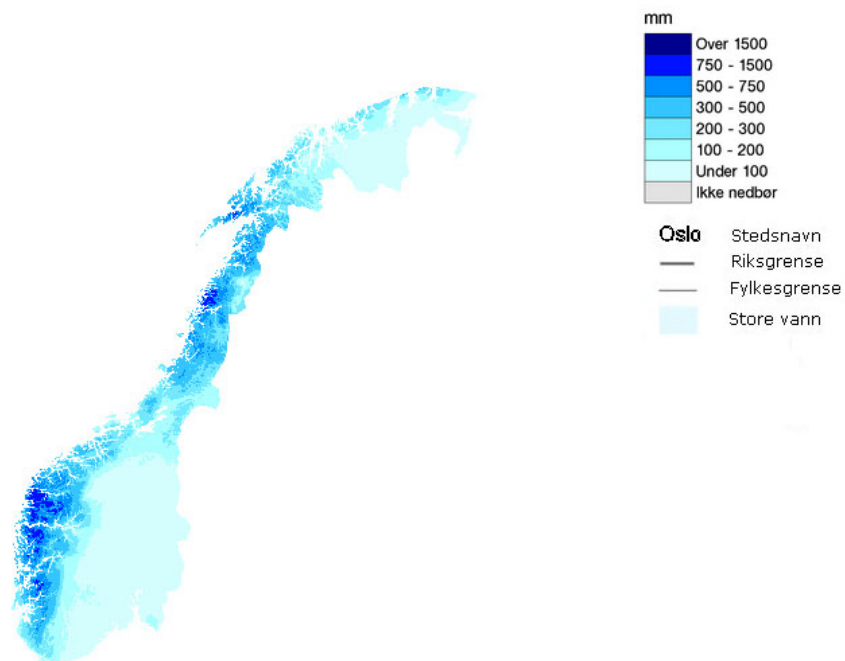 mm
Over 1500
750 - 1500
500 - 750
300 - 500
200 - 300
100 - 200
Under 100
Ikke nedbør
Oslo Stedsnavn
Riksgrense
Fylkesgrense
Store vann